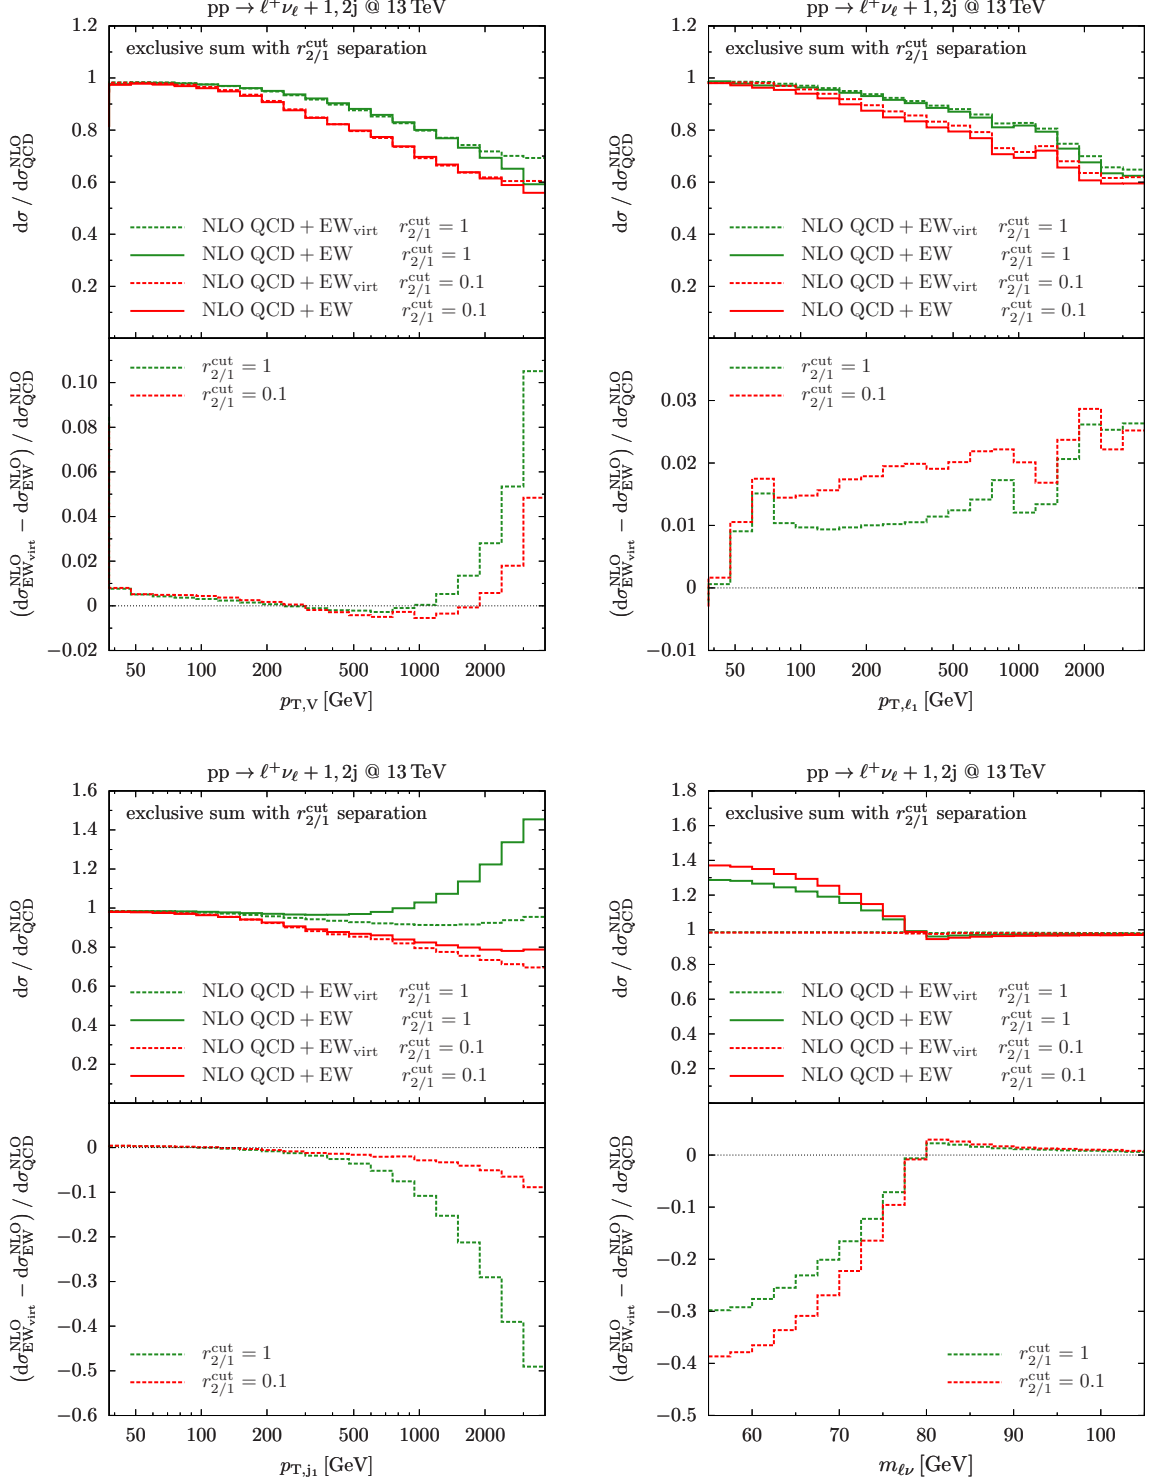 pp → ℓ⁺ν_ℓ + 1, 2j @ 13 TeV
exclusive sum with r^cut_2/1 separation
dσ / dσ^NLO_QCD
1.2
1
0.8
0.6
0.4
0.2
NLO QCD + EW_virt r^cut_2/1 = 1
NLO QCD + EW r^cut_2/1 = 1
NLO QCD + EW_virt r^cut_2/1 = 0.1
NLO QCD + EW r^cut_2/1 = 0.1
(dσ^NLO_EW_virt − dσ^NLO_EW) / dσ^NLO_QCD
0.10
0.08
0.06
0.04
0.02
0
−0.02
r^cut_2/1 = 1
r^cut_2/1 = 0.1
50 100 200 500 1000 2000
p_T,V [GeV]
pp → ℓ⁺ν_ℓ + 1, 2j @ 13 TeV
exclusive sum with r^cut_2/1 separation
dσ / dσ^NLO_QCD
1.2
1
0.8
0.6
0.4
0.2
NLO QCD + EW_virt r^cut_2/1 = 1
NLO QCD + EW r^cut_2/1 = 1
NLO QCD + EW_virt r^cut_2/1 = 0.1
NLO QCD + EW r^cut_2/1 = 0.1
(dσ^NLO_EW_virt − dσ^NLO_EW) / dσ^NLO_QCD
0.03
0.02
0.01
0
−0.01
r^cut_2/1 = 1
r^cut_2/1 = 0.1
50 100 200 500 1000 2000
p_T,ℓ₁ [GeV]
pp → ℓ⁺ν_ℓ + 1, 2j @ 13 TeV
exclusive sum with r^cut_2/1 separation
dσ / dσ^NLO_QCD
1.6
1.4
1.2
1
0.8
0.6
0.4
0.2
NLO QCD + EW_virt r^cut_2/1 = 1
NLO QCD + EW r^cut_2/1 = 1
NLO QCD + EW_virt r^cut_2/1 = 0.1
NLO QCD + EW r^cut_2/1 = 0.1
(dσ^NLO_EW_virt − dσ^NLO_EW) / dσ^NLO_QCD
0
−0.1
−0.2
−0.3
−0.4
−0.5
−0.6
r^cut_2/1 = 1
r^cut_2/1 = 0.1
50 100 200 500 1000 2000
p_T,j₁ [GeV]
pp → ℓ⁺ν_ℓ + 1, 2j @ 13 TeV
exclusive sum with r^cut_2/1 separation
dσ / dσ^NLO_QCD
1.8
1.6
1.4
1.2
1
0.8
0.6
0.4
0.2
NLO QCD + EW_virt r^cut_2/1 = 1
NLO QCD + EW r^cut_2/1 = 1
NLO QCD + EW_virt r^cut_2/1 = 0.1
NLO QCD + EW r^cut_2/1 = 0.1
(dσ^NLO_EW_virt − dσ^NLO_EW) / dσ^NLO_QCD
0.1
0
−0.1
−0.2
−0.3
−0.4
−0.5
r^cut_2/1 = 1
r^cut_2/1 = 0.1
60 70 80 90 100
m_ℓν [GeV]